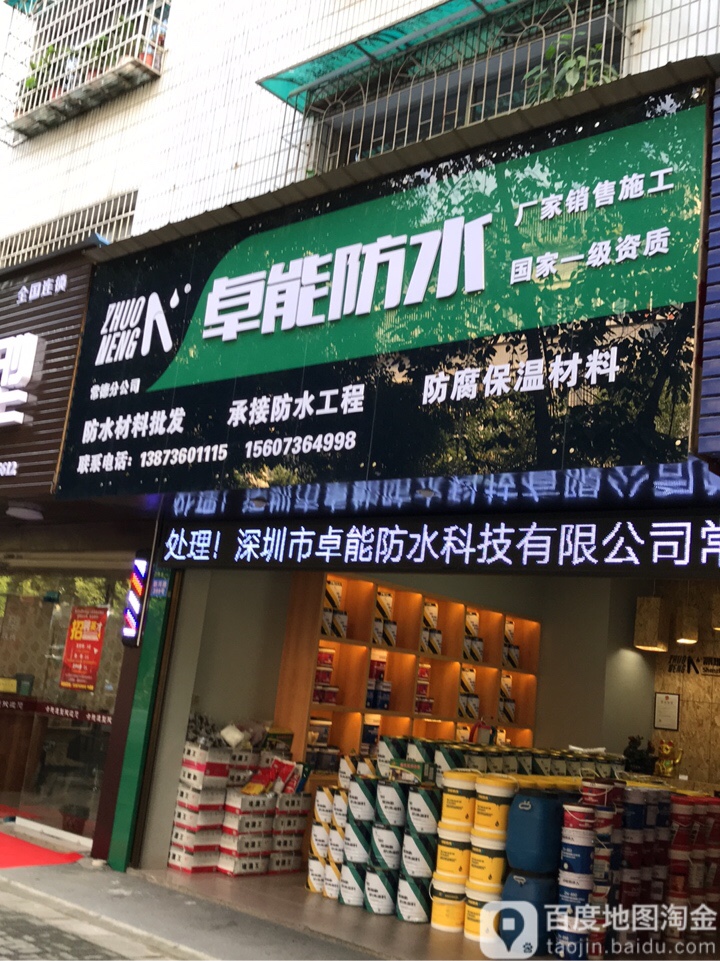 全国连锁
ZHUO
NENG
常德分公司
卓能防水
厂家销售施工
国家一级资质
防水材料批发
承接防水工程
防腐保温材料
联系电话：13873601115 15607364998
处理！深圳市卓能防水科技有限公司常
ZHUO
NENG
百度地图淘金
taojin.baidu.com